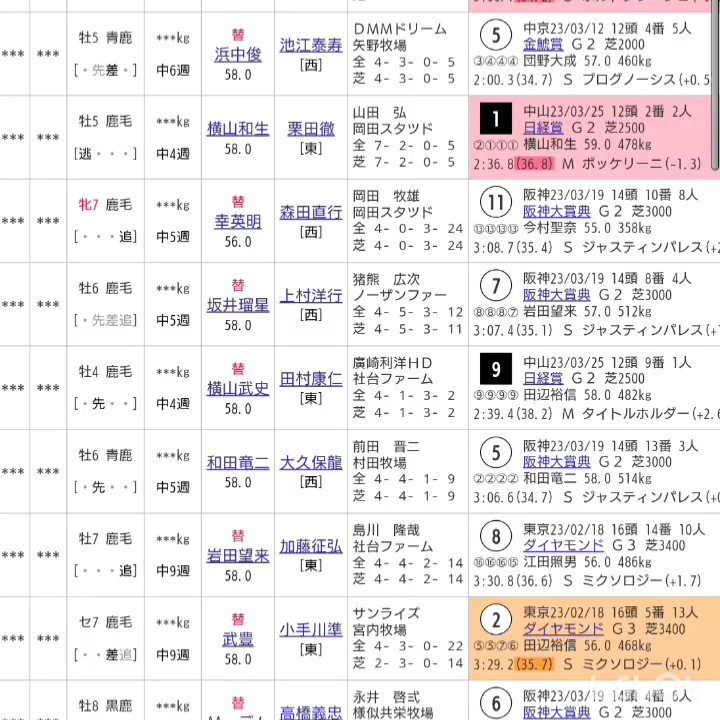 *** *** 牡5 青鹿 ***kg 替 池江泰寿 DMMドリーム ⑤ 中京23/03/12 12頭 4番 5人
[・先差・] 中6週 浜中俊 [西] 矢野牧場 金鯱賞 G2 芝2000
58.0 全 4- 3- 0- 5 ③④④④ 団野大成 57.0 460kg
芝 4- 3- 0- 5 2:00.3(34.7) S プログノーシス(+0.5
*** *** 牡5 鹿毛 ***kg 横山和生 栗田徹 山田 弘 1 中山23/03/25 12頭 2番 2人
[逃・・・] 中4週 58.0 [東] 岡田スタツド 日経賞 G2 芝2500
全 7- 2- 0- 5 ②①①① 横山和生 59.0 478kg
芝 7- 2- 0- 5 2:36.8(36.8) M ボッケリーニ(-1.3)
*** *** 牝7 鹿毛 ***kg 替 森田直行 岡田 牧雄 ⑪ 阪神23/03/19 14頭 10番 8人
[・・・追] 中5週 幸英明 [西] 岡田スタツド 阪神大賞典 G2 芝3000
56.0 全 4- 0- 3- 24 ⑬⑬⑬⑬ 今村聖奈 55.0 358kg
芝 4- 0- 3- 24 3:08.7(35.4) S ジャスティンパレス(+2
*** *** 牡6 鹿毛 ***kg 替 上村洋行 猪熊 広次 ⑦ 阪神23/03/19 14頭 8番 4人
[・先差追] 中5週 坂井瑠星 [西] ノーザンファー 阪神大賞典 G2 芝3000
58.0 全 4- 5- 3- 12 ⑧⑧⑧⑦ 岩田望来 57.0 512kg
芝 4- 5- 3- 11 3:07.4(35.1) S ジャスティンパレス(+
*** *** 牡4 鹿毛 ***kg 替 田村康仁 廣崎利洋HD 9 中山23/03/25 12頭 9番 1人
[・先・・] 中4週 横山武史 [東] 社台ファーム 日経賞 G2 芝2500
58.0 全 4- 1- 3- 2 ⑨⑨⑨⑨ 田辺裕信 58.0 482kg
芝 4- 1- 3- 2 2:39.4(38.2) M タイトルホルダー(+2.6
*** *** 牡6 青鹿 ***kg 和田竜二 大久保龍 前田 晋二 ⑤ 阪神23/03/19 14頭 13番 3人
[・先・・] 中5週 58.0 [西] 村田牧場 阪神大賞典 G2 芝3000
全 4- 4- 1- 9 ②②②② 和田竜二 58.0 514kg
芝 4- 4- 1- 9 3:06.6(34.7) S ジャスティンパレス(+0
*** *** 牡7 鹿毛 ***kg 替 加藤征弘 島川 隆哉 ⑧ 東京23/02/18 16頭 14番 10人
[・・・追] 中9週 岩田望来 [東] 社台ファーム ダイヤモンド G3 芝3400
58.0 全 4- 4- 2- 14 ⑯⑯⑯⑮ 江田照男 56.0 486kg
芝 4- 4- 2- 14 3:30.8(36.6) S ミクソロジー(+1.7)
*** *** セ7 鹿毛 ***kg 替 小手川準 サンライズ ② 東京23/02/18 16頭 5番 13人
[・・差追] 中9週 武豊 [東] 宮内牧場 ダイヤモンド G3 芝3400
58.0 全 4- 3- 0- 22 ⑤⑤⑦⑥ 田辺裕信 56.0 468kg
芝 2- 3- 0- 14 3:29.2(35.7) S ミクソロジー(+0.1)
*** *** 牡8 黒鹿 ***kg 替 高橋義忠 永井 啓弍 ⑥ 阪神23/03/19 14頭 4番 6人
様似共栄牧場 阪神大賞典 G2 芝3000